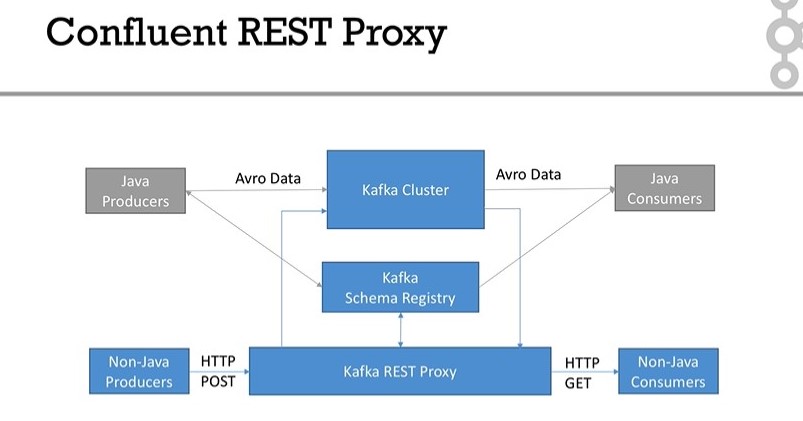 Confluent REST Proxy
Java
Producers
Avro Data
Kafka Cluster
Avro Data
Java
Consumers
Kafka
Schema Registry
Non-Java
Producers
HTTP
POST
Kafka REST Proxy
HTTP
GET
Non-Java
Consumers